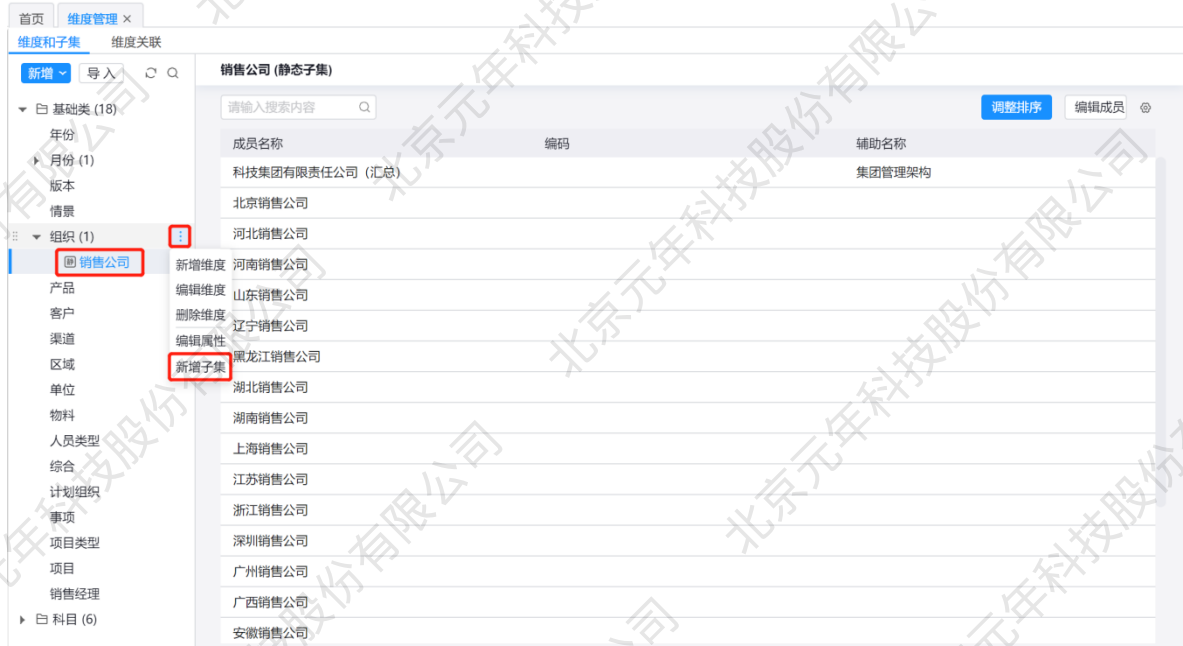 首页 维度管理 ×
维度和子集 维度关联
新增 导入
销售公司 (静态子集)
请输入搜索内容
调整排序 编辑成员
基础类 (18)
年份
月份 (1)
版本
情景
组织 (1)
静 销售公司
产品
客户
渠道
区域
单位
物料
人员类型
综合
计划组织
事项
项目类型
项目
销售经理
科目 (6)
新增维度
编辑维度
删除维度
编辑属性
新增子集
成员名称 编码 辅助名称
科技集团有限责任公司（汇总） 集团管理架构
北京销售公司
河北销售公司
河南销售公司
山东销售公司
辽宁销售公司
黑龙江销售公司
湖北销售公司
湖南销售公司
上海销售公司
江苏销售公司
浙江销售公司
深圳销售公司
广州销售公司
广西销售公司
安徽销售公司
北京元年科技股份有限公司